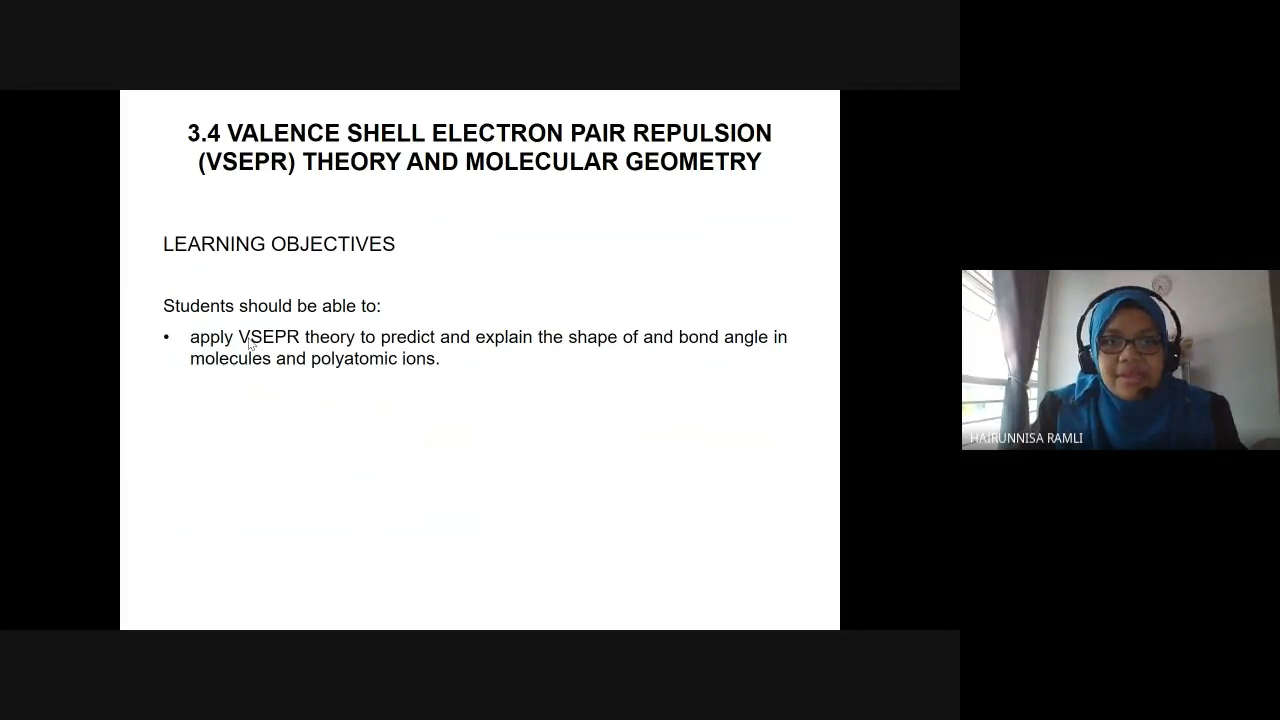 3.4 VALENCE SHELL ELECTRON PAIR REPULSION
(VSEPR) THEORY AND MOLECULAR GEOMETRY
LEARNING OBJECTIVES
Students should be able to:
• apply VSEPR theory to predict and explain the shape of and bond angle in
molecules and polyatomic ions.
HAIRUNNISA RAMLI